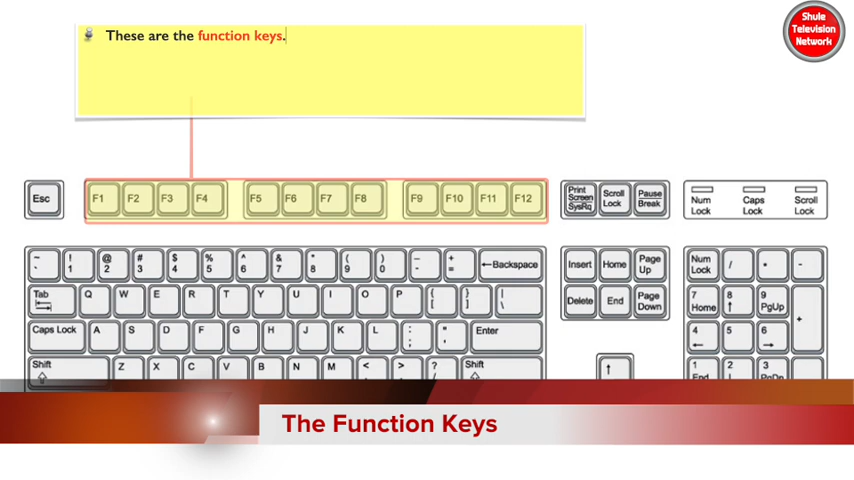 These are the function keys.
Shule
Television
Network
Esc
F1 F2 F3 F4 F5 F6 F7 F8 F9 F10 F11 F12
Print Screen SysRq
Scroll Lock
Pause Break
Num Lock
Caps Lock
Scroll Lock
~ ` ! 1 @ 2 # 3 $ 4 % 5 ^ 6 & 7 * 8 ( 9 ) 0 - + = ←Backspace
Insert Home Page Up
Num Lock / * -
Tab Q W E R T Y U I O P { [ } ] | \
Delete End Page Down
7 Home 8 ↑ 9 PgUp +
Caps Lock A S D F G H J K L : ; " ' Enter
4 ← 5 6 →
Shift Z X C V B N M < > ? Shift
↑
1 End 2 3 PgDn
The Function Keys